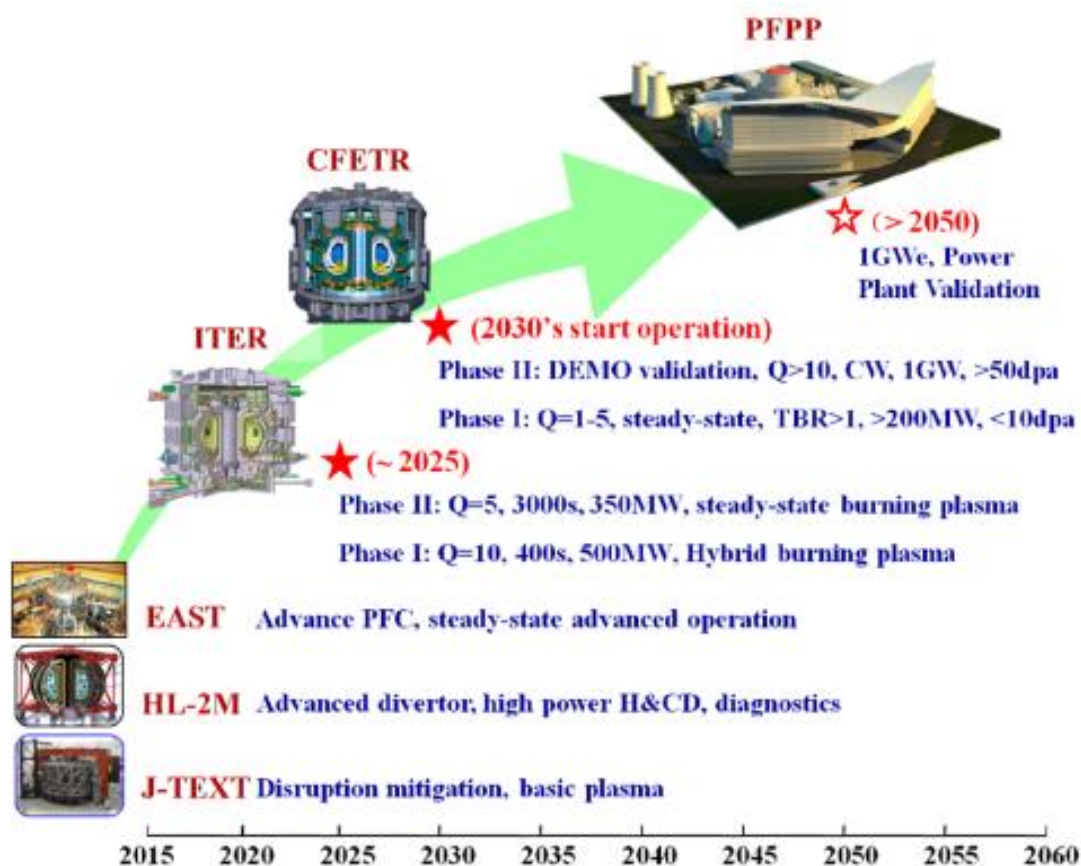 PFPP
CFETR
(> 2050)
1GWe, Power
Plant Validation
(2030's start operation)
ITER
Phase II: DEMO validation, Q>10, CW, 1GW, >50dpa
Phase I: Q=1-5, steady-state, TBR>1, >200MW, <10dpa
(~ 2025)
Phase II: Q=5, 3000s, 350MW, steady-state burning plasma
Phase I: Q=10, 400s, 500MW, Hybrid burning plasma
EAST Advance PFC, steady-state advanced operation
HL-2M Advanced divertor, high power H&CD, diagnostics
J-TEXT Disruption mitigation, basic plasma
2015 2020 2025 2030 2035 2040 2045 2050 2055 2060